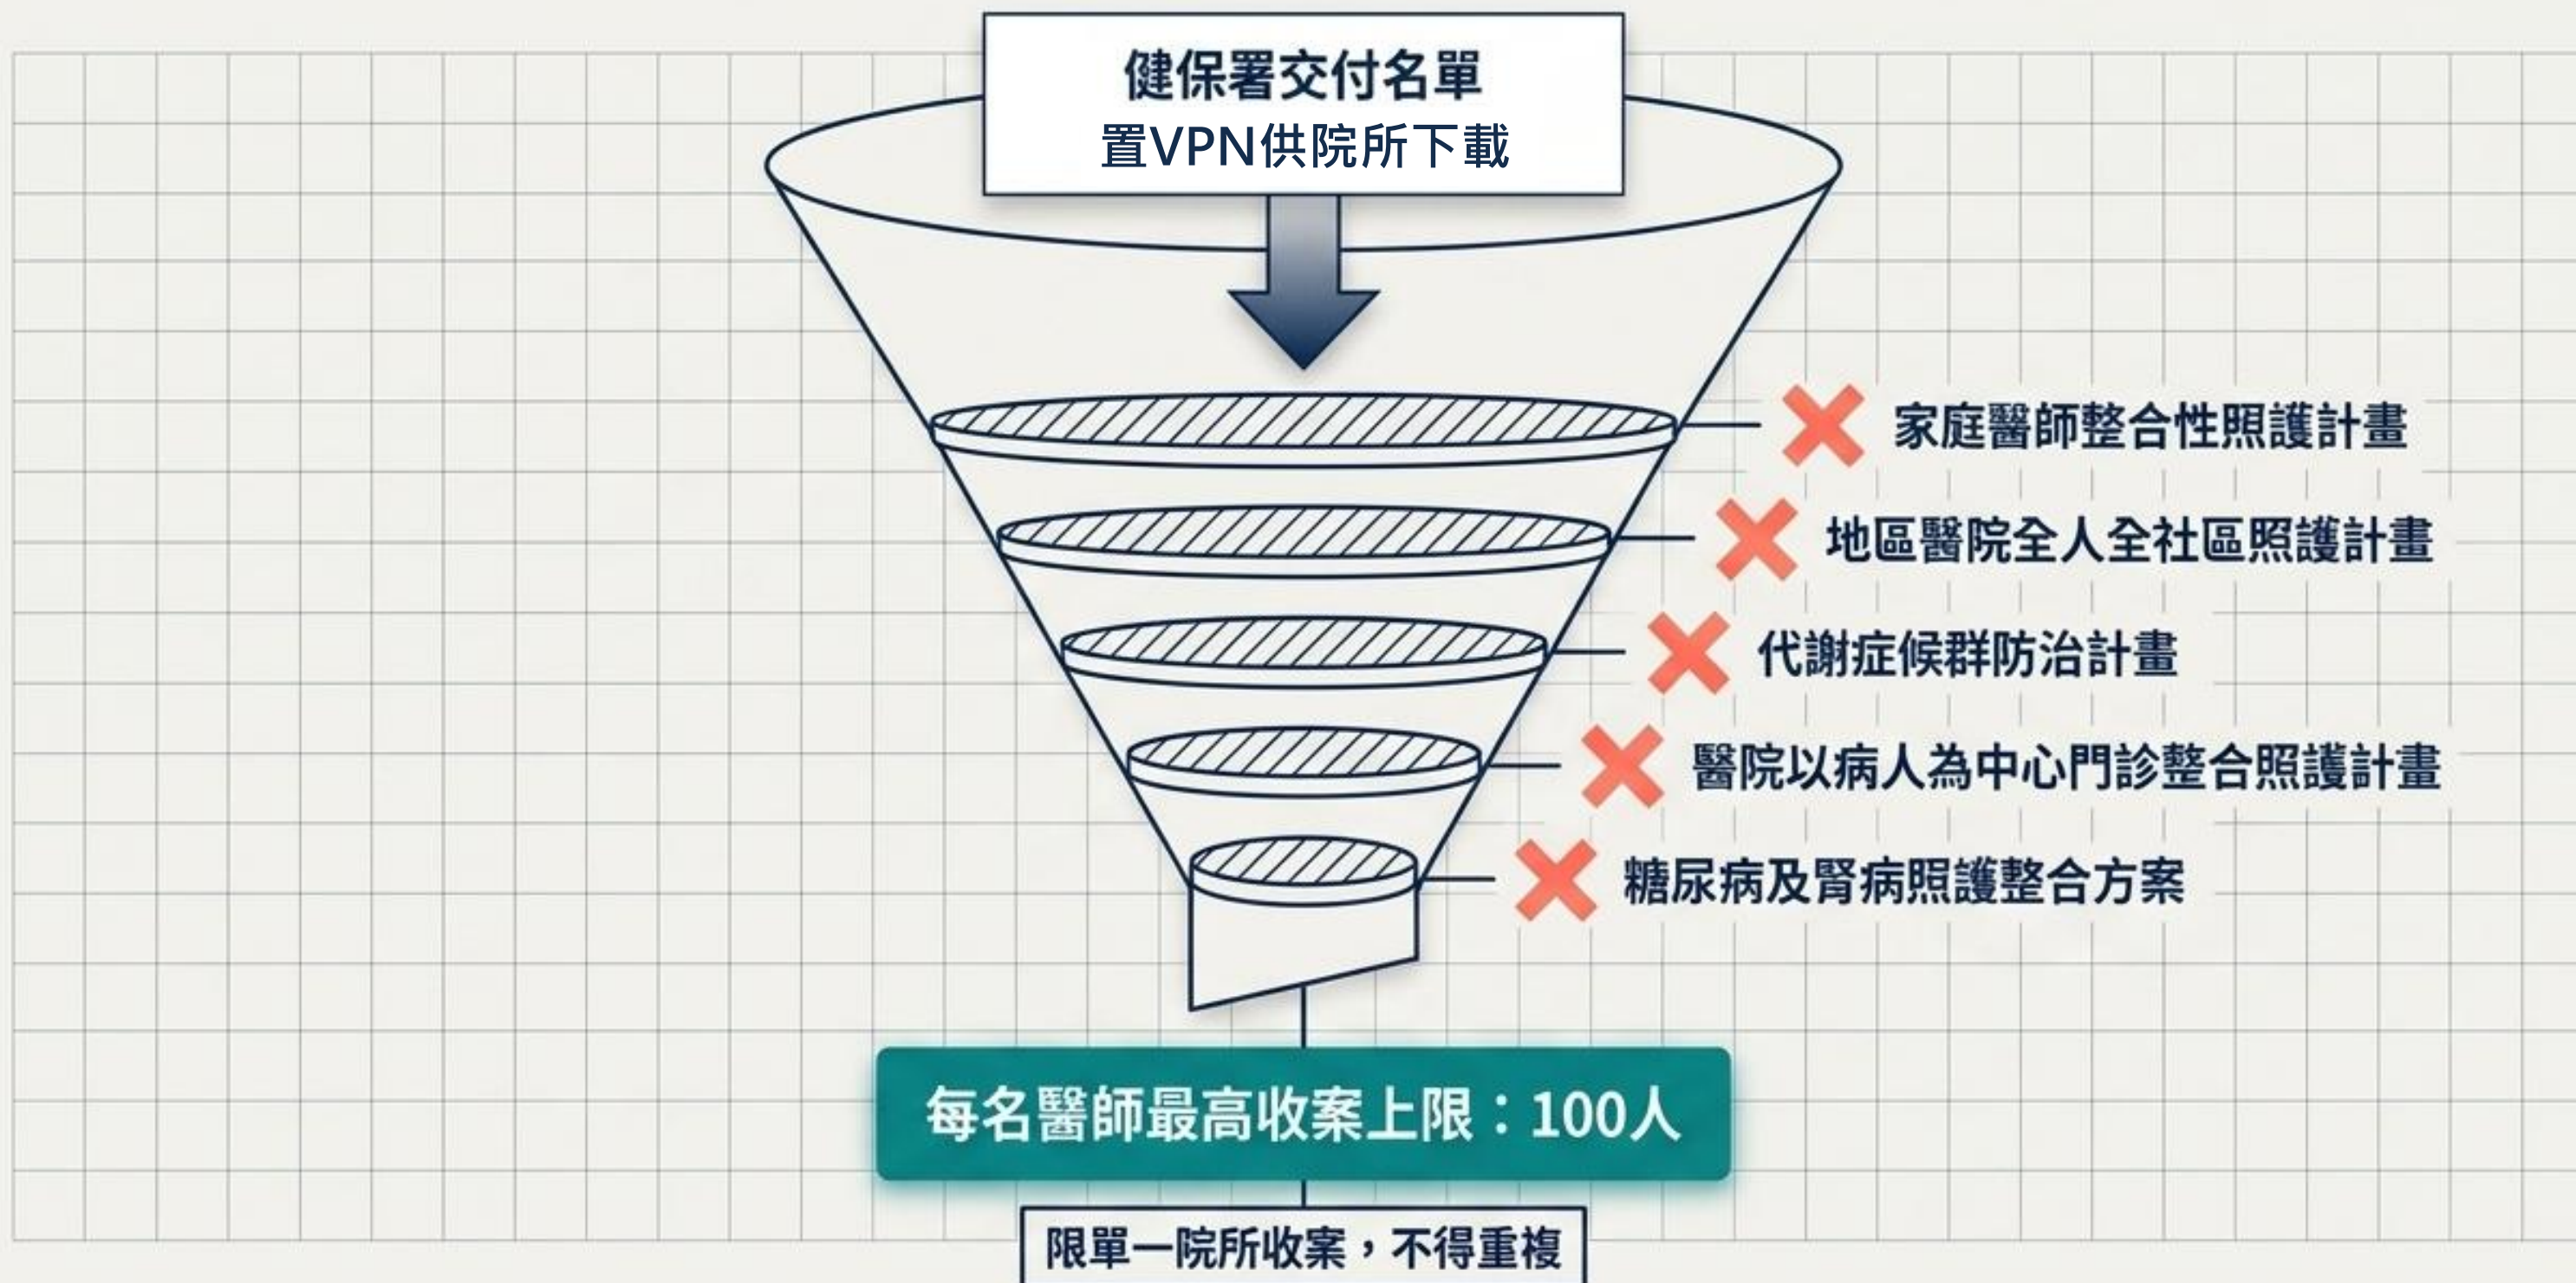 健保署交付名單
置VPN供院所下載
家庭醫師整合性照護計畫
地區醫院全人全社區照護計畫
代謝症候群防治計畫
醫院以病人為中心門診整合照護計畫
糖尿病及腎病照護整合方案
每名醫師最高收案上限：100人
限單一院所收案，不得重複